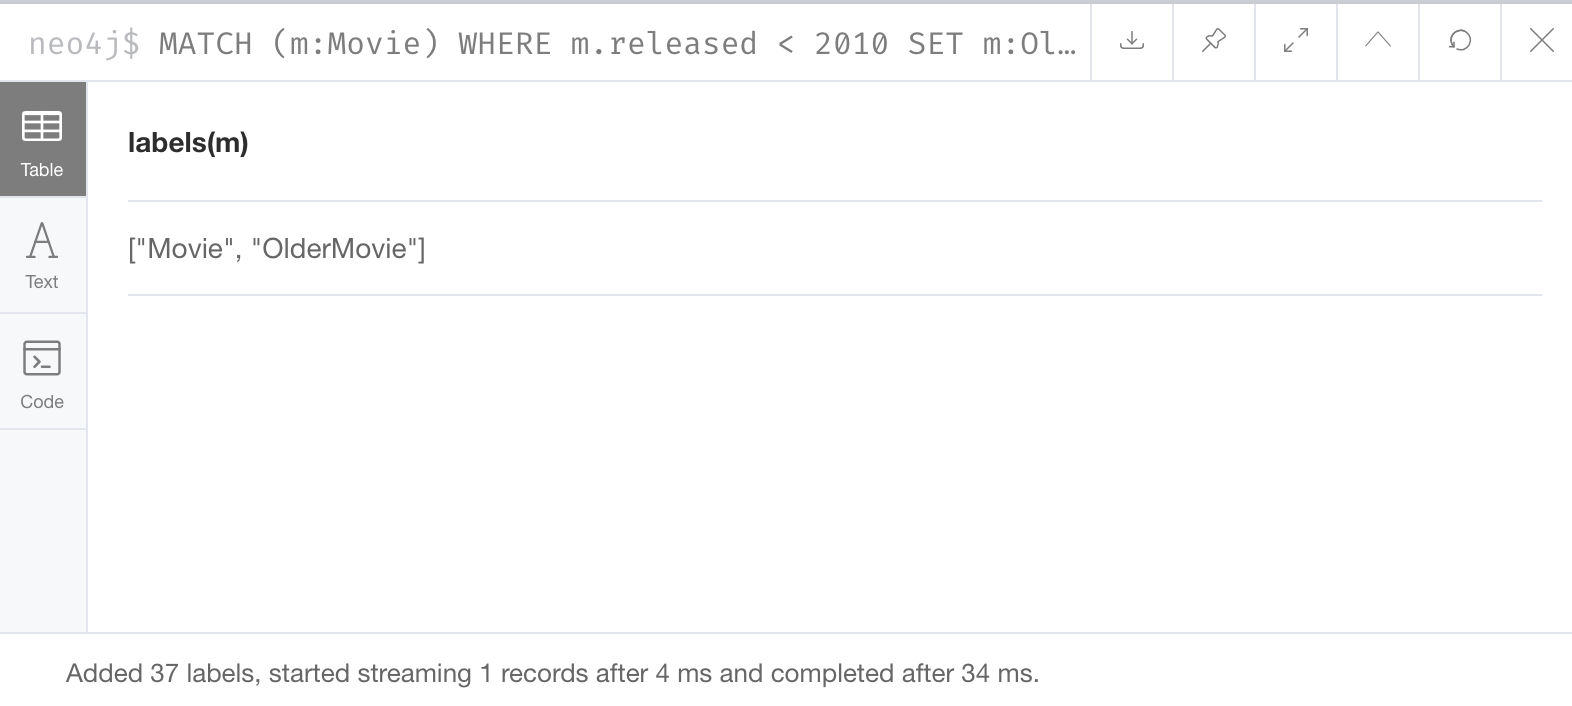 neo4j$ MATCH (m:Movie) WHERE m.released < 2010 SET m:Ol…
Table
labels(m)
["Movie", "OlderMovie"]
Text
Code
Added 37 labels, started streaming 1 records after 4 ms and completed after 34 ms.